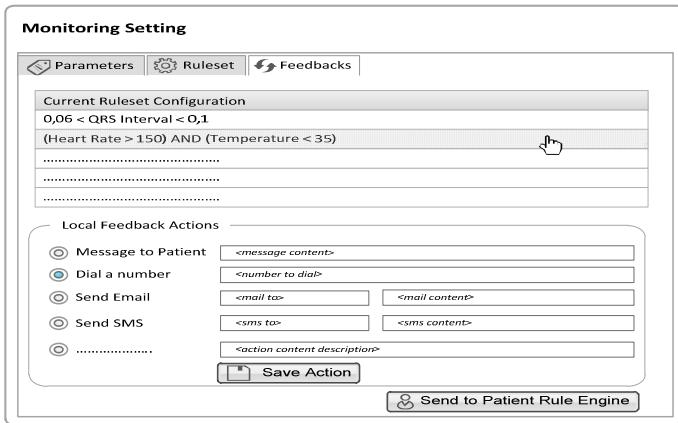 Monitoring Setting
Parameters Ruleset Feedbacks
Current Ruleset Configuration
0,06 < QRS Interval < 0,1
(Heart Rate > 150) AND (Temperature < 35)
............................................
............................................
............................................
Local Feedback Actions
Message to Patient <message content>
Dial a number <number to dial>
Send Email <mail to> <mail content>
Send SMS <sms to> <sms content>
.................... <action content description>
Save Action
Send to Patient Rule Engine